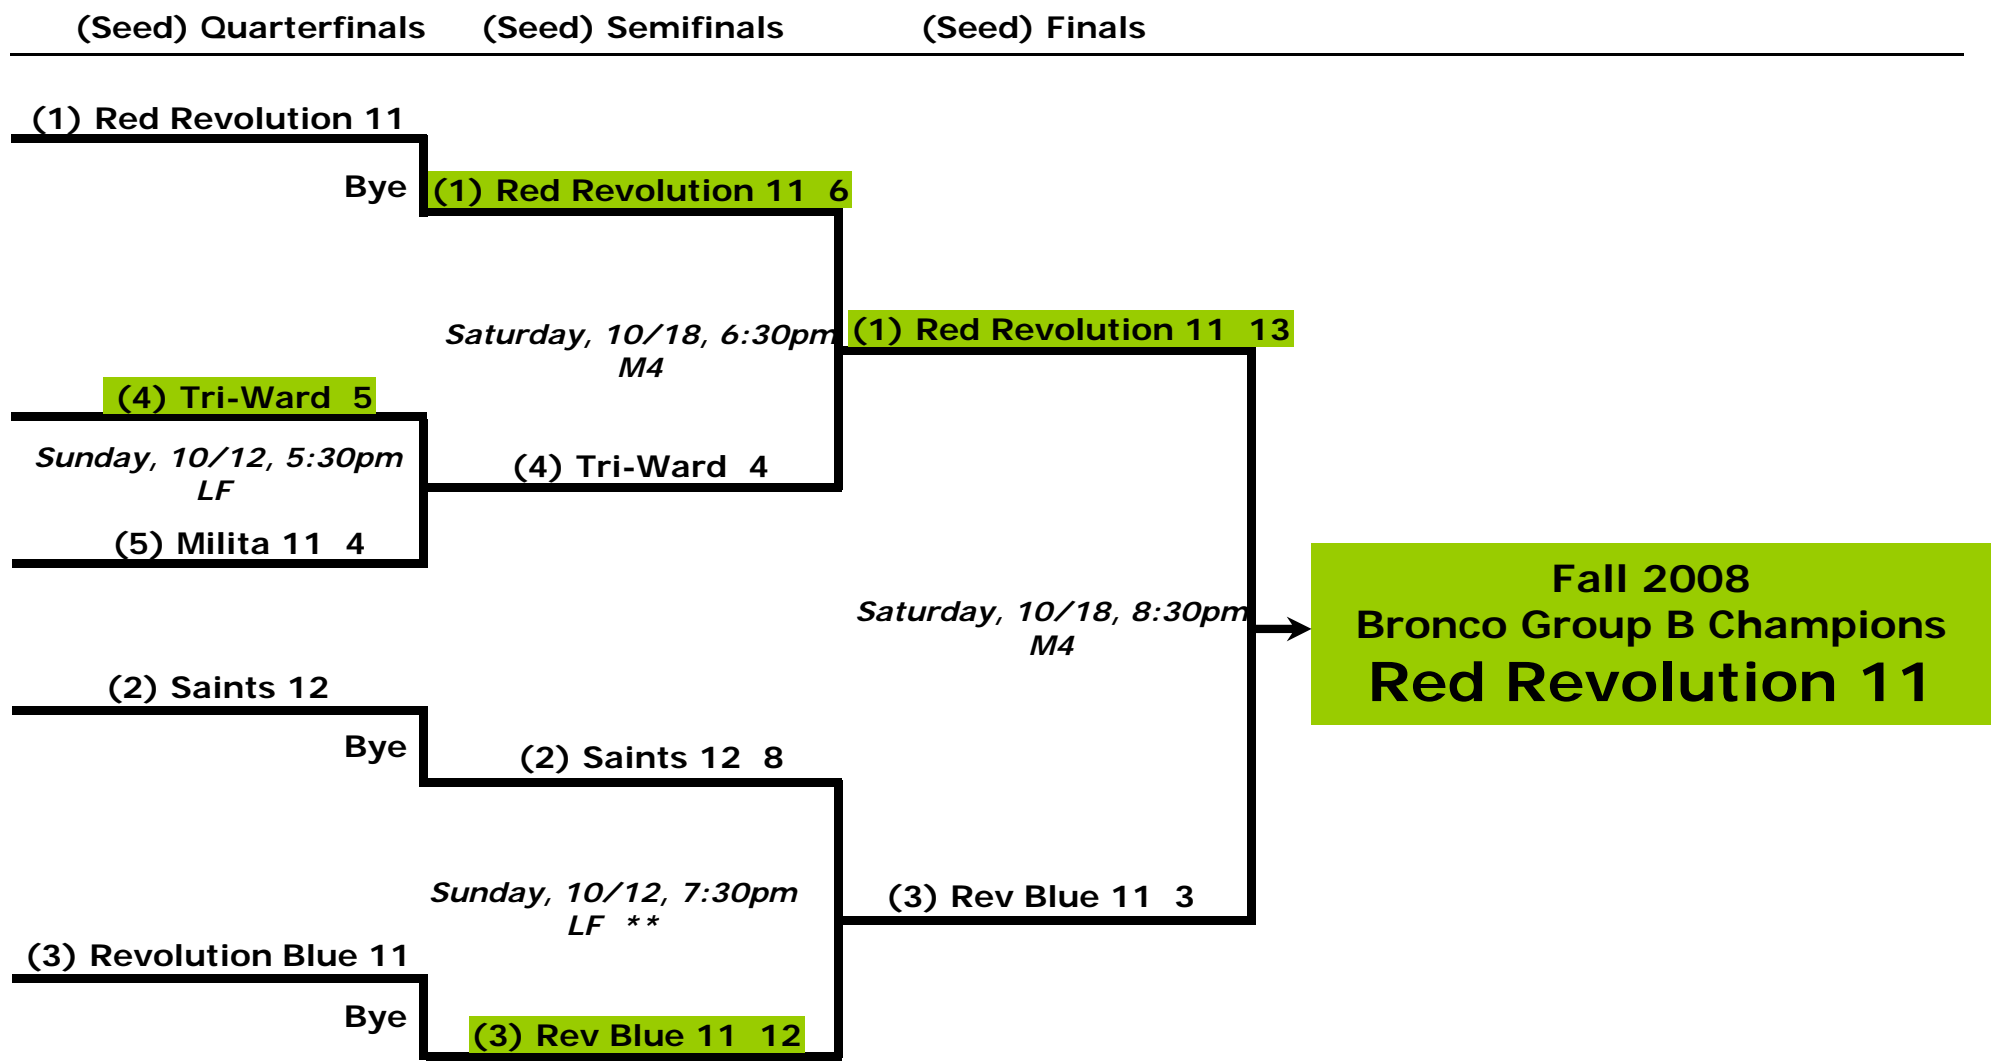 (Seed) Quarterfinals (Seed) Semifinals (Seed) Finals
(1) Red Revolution 11
Bye
(1) Red Revolution 11 6
Saturday, 10/18, 6:30pm
M4
(1) Red Revolution 11 13
(4) Tri-Ward 5
Sunday, 10/12, 5:30pm
LF
(4) Tri-Ward 4
(5) Milita 11 4
Saturday, 10/18, 8:30pm
M4
Fall 2008
Bronco Group B Champions
Red Revolution 11
(2) Saints 12
Bye
(2) Saints 12 8
Sunday, 10/12, 7:30pm
LF **
(3) Rev Blue 11 3
(3) Revolution Blue 11
Bye
(3) Rev Blue 11 12